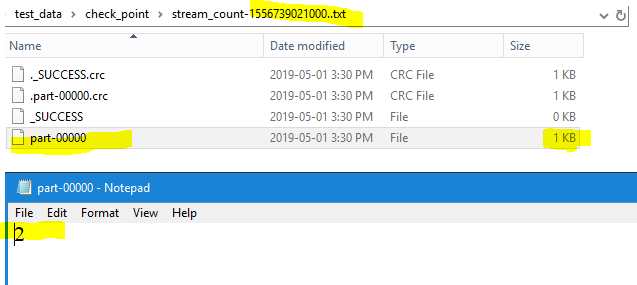 test_data > check_point > stream_count-1556739021000..txt
Name Date modified Type Size
._SUCCESS.crc 2019-05-01 3:30 PM CRC File 1 KB
.part-00000.crc 2019-05-01 3:30 PM CRC File 1 KB
_SUCCESS 2019-05-01 3:30 PM File 0 KB
part-00000 2019-05-01 3:30 PM File 1 KB
part-00000 - Notepad
File Edit Format View Help
2